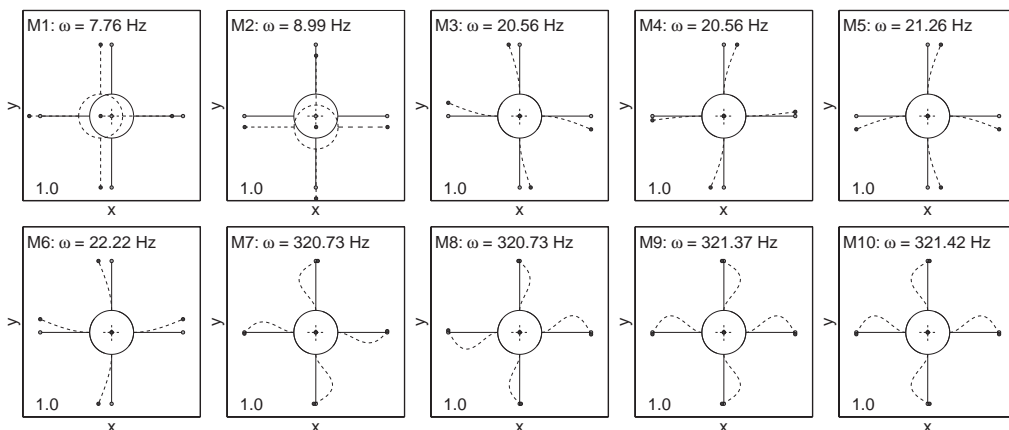 M1: ω = 7.76 Hz
M2: ω = 8.99 Hz
M3: ω = 20.56 Hz
M4: ω = 20.56 Hz
M5: ω = 21.26 Hz
y
y
y
y
y
1.0
1.0
1.0
1.0
1.0
x
x
x
x
x
M6: ω = 22.22 Hz
M7: ω = 320.73 Hz
M8: ω = 320.73 Hz
M9: ω = 321.37 Hz
M10: ω = 321.42 Hz
y
y
y
y
y
1.0
1.0
1.0
1.0
1.0
x
x
x
x
x